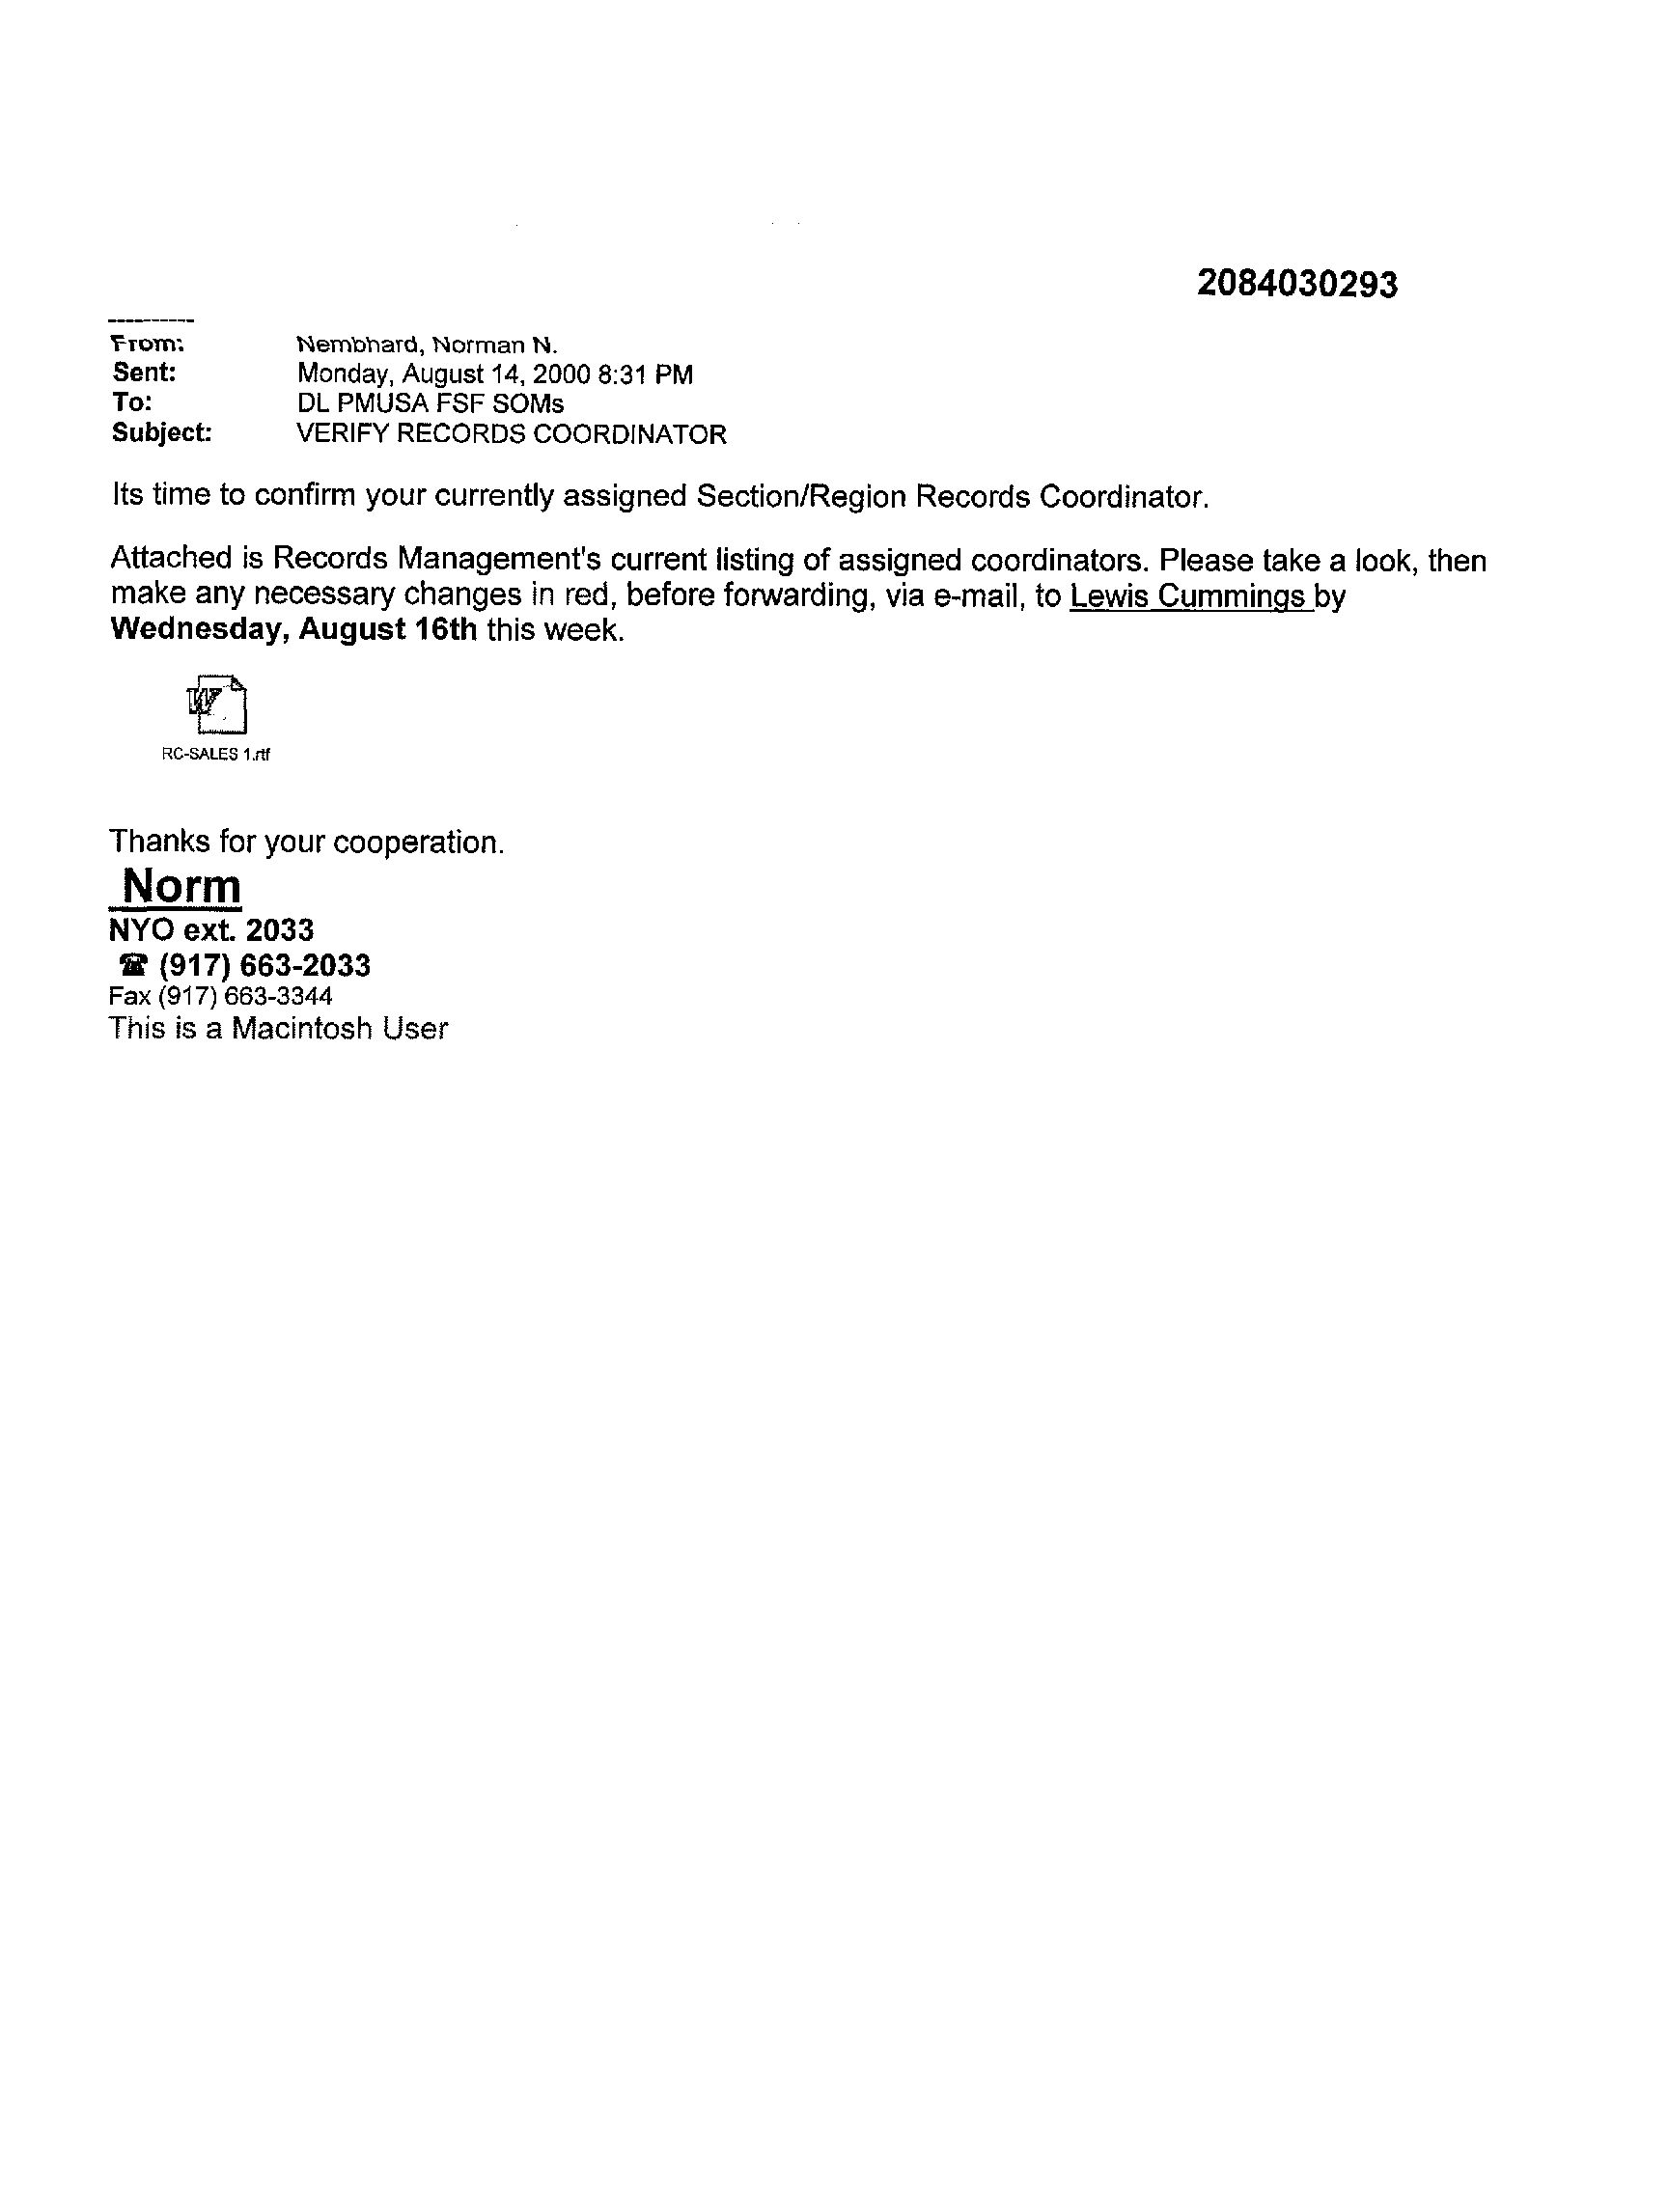 2084030293
----------
From: Nembhard, Norman N.
Sent: Monday, August 14, 2000 8:31 PM
To: DL PMUSA FSF SOMs
Subject: VERIFY RECORDS COORDINATOR
Its time to confirm your currently assigned Section/Region Records Coordinator.
Attached is Records Management's current listing of assigned coordinators. Please take a look, then
make any necessary changes in red, before forwarding, via e-mail, to Lewis Cummings by
Wednesday, August 16th this week.
W
RC-SALES 1.rtf
Thanks for your cooperation.
Norm
NYO ext. 2033
☎ (917) 663-2033
Fax (917) 663-3344
This is a Macintosh User